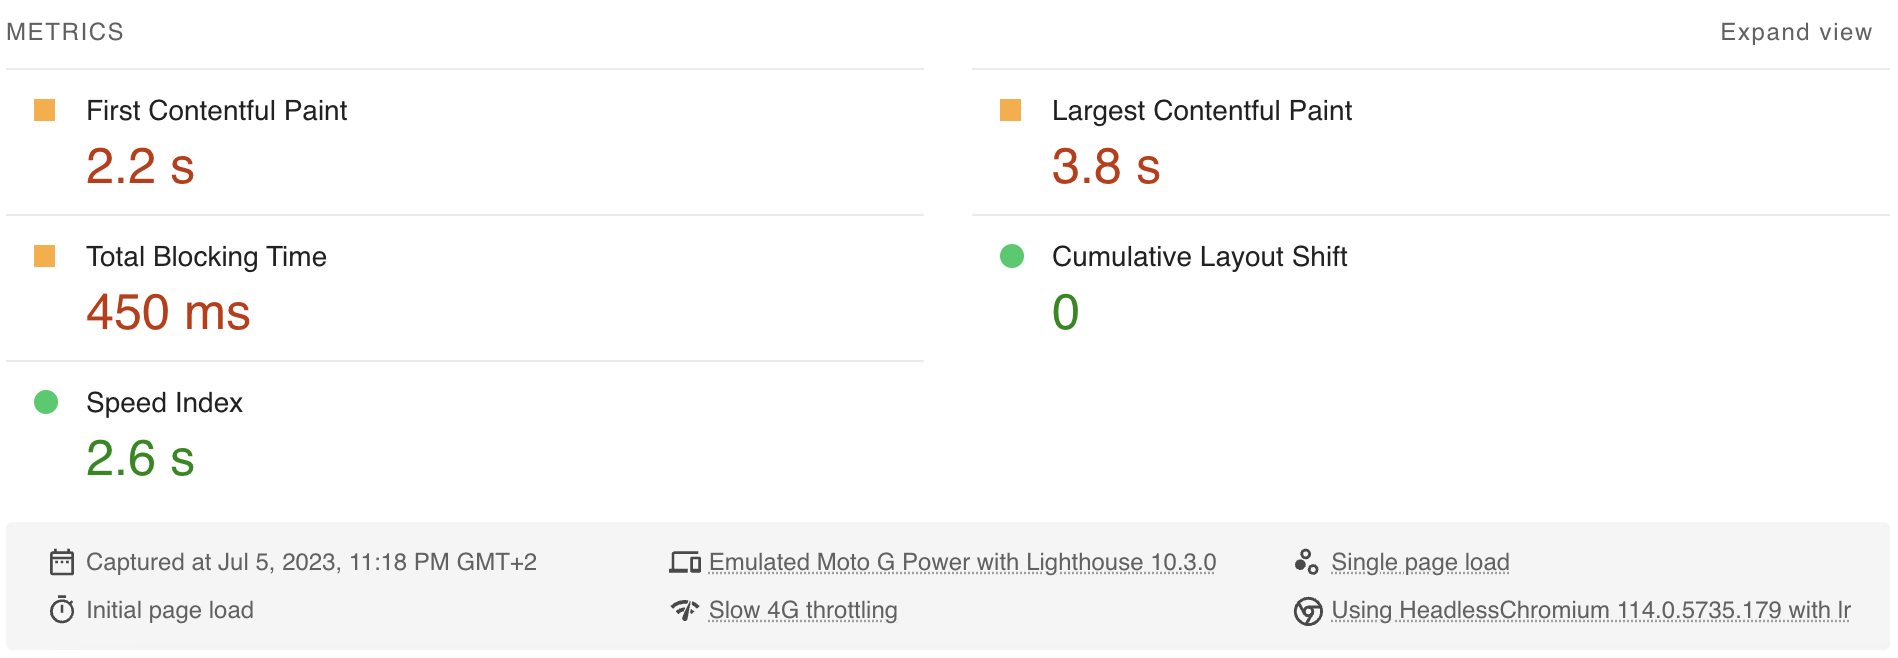 METRICS
Expand view
First Contentful Paint
2.2 s
Largest Contentful Paint
3.8 s
Total Blocking Time
450 ms
Cumulative Layout Shift
0
Speed Index
2.6 s
Captured at Jul 5, 2023, 11:18 PM GMT+2
Emulated Moto G Power with Lighthouse 10.3.0
Single page load
Initial page load
Slow 4G throttling
Using HeadlessChromium 114.0.5735.179 with lr